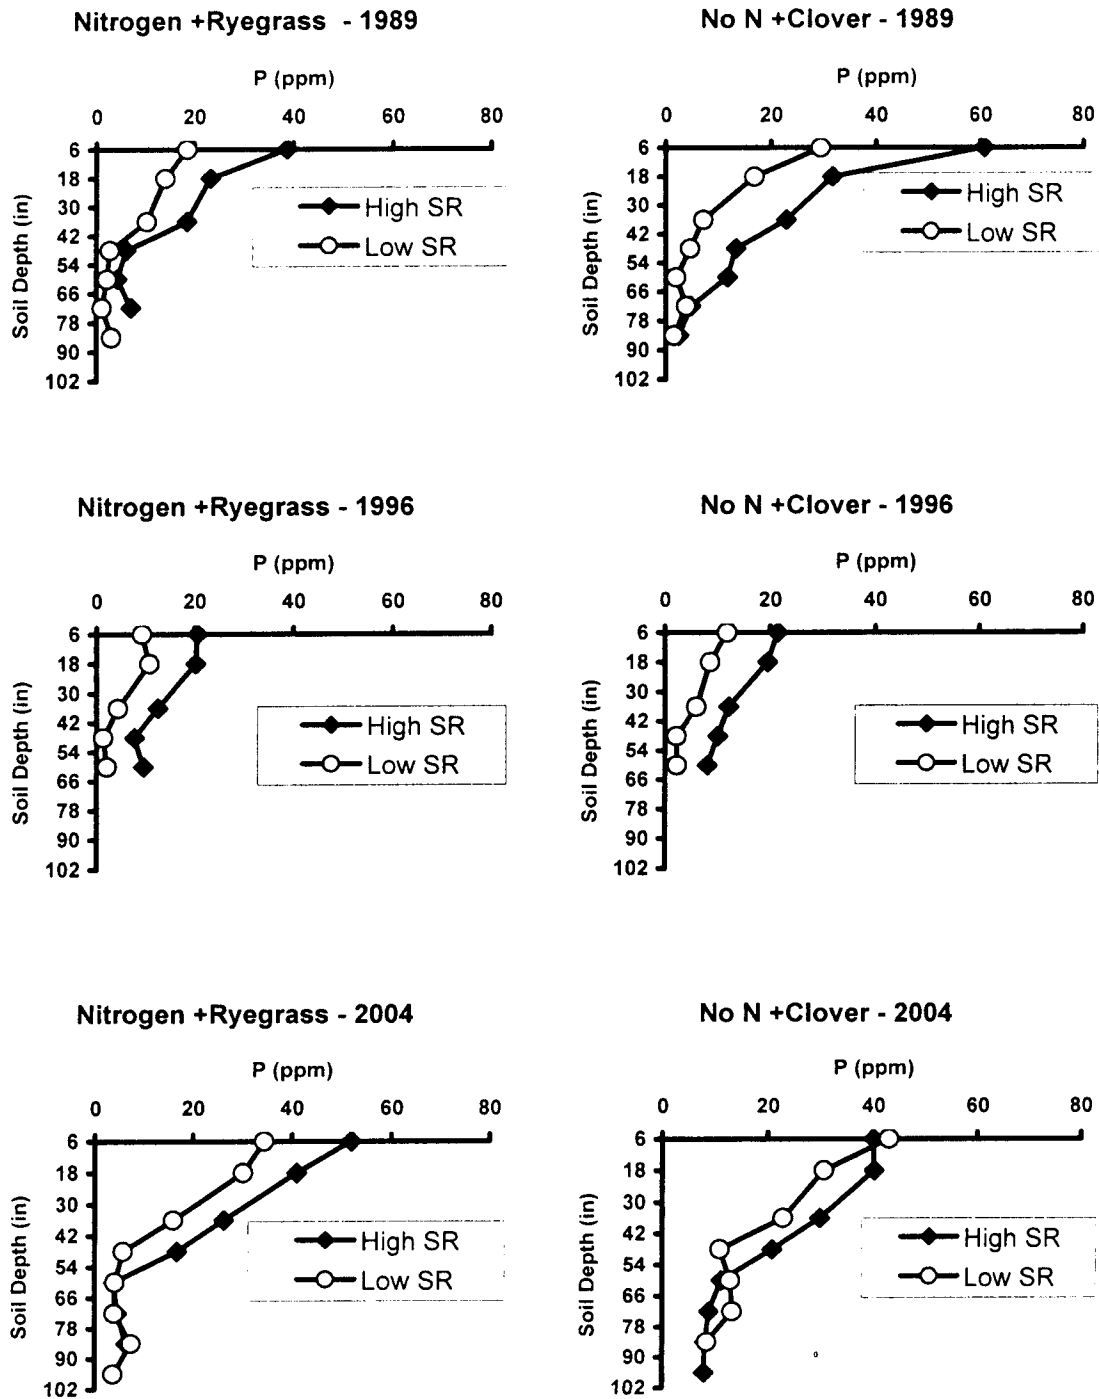 Nitrogen +Ryegrass - 1989
P (ppm)
0 20 40 60 80
Soil Depth (in)
6
18
30
42
54
66
78
90
102
High SR
Low SR
No N +Clover - 1989
P (ppm)
0 20 40 60 80
Soil Depth (in)
6
18
30
42
54
66
78
90
102
High SR
Low SR
Nitrogen +Ryegrass - 1996
P (ppm)
0 20 40 60 80
Soil Depth (in)
6
18
30
42
54
66
78
90
102
High SR
Low SR
No N +Clover - 1996
P (ppm)
0 20 40 60 80
Soil Depth (in)
6
18
30
42
54
66
78
90
102
High SR
Low SR
Nitrogen +Ryegrass - 2004
P (ppm)
0 20 40 60 80
Soil Depth (in)
6
18
30
42
54
66
78
90
102
High SR
Low SR
No N +Clover - 2004
P (ppm)
0 20 40 60 80
Soil Depth (in)
6
18
30
42
54
66
78
90
102
High SR
Low SR